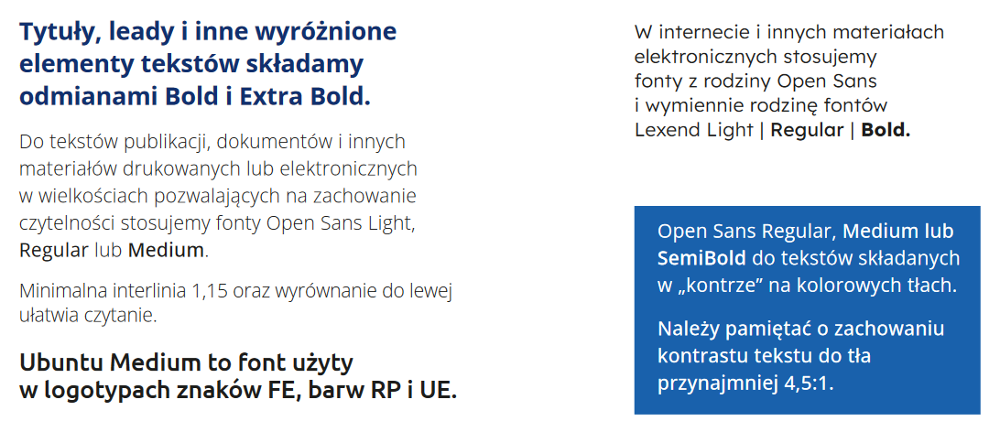 Tytuły, leady i inne wyróżnione
elementy tekstów składamy
odmianami Bold i Extra Bold.
Do tekstów publikacji, dokumentów i innych
materiałów drukowanych lub elektronicznych
w wielkościach pozwalających na zachowanie
czytelności stosujemy fonty Open Sans Light,
Regular lub Medium.
Minimalna interlinia 1,15 oraz wyrównanie do lewej
ułatwia czytanie.
Ubuntu Medium to font użyty
w logotypach znaków FE, barw RP i UE.
W internecie i innych materiałach
elektronicznych stosujemy
fonty z rodziny Open Sans
i wymiennie rodzinę fontów
Lexend Light | Regular | Bold.
Open Sans Regular, Medium lub
SemiBold do tekstów składanych
w „kontrze” na kolorowych tłach.
Należy pamiętać o zachowaniu
kontrastu tekstu do tła
przynajmniej 4,5:1.